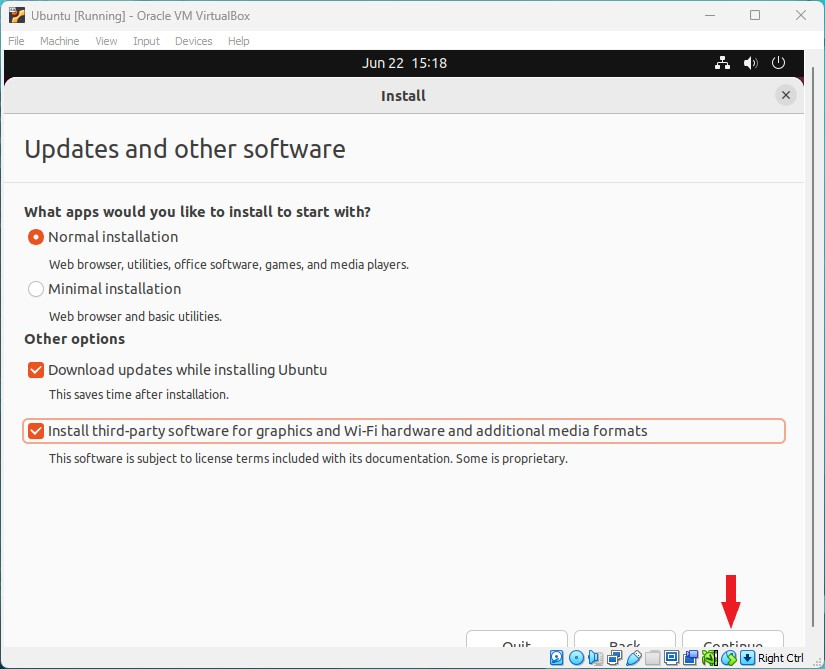 Ubuntu [Running] - Oracle VM VirtualBox
File Machine View Input Devices Help
Jun 22 15:18
Install
Updates and other software
What apps would you like to install to start with?
Normal installation
Web browser, utilities, office software, games, and media players.
Minimal installation
Web browser and basic utilities.
Other options
Download updates while installing Ubuntu
This saves time after installation.
Install third-party software for graphics and Wi-Fi hardware and additional media formats
This software is subject to license terms included with its documentation. Some is proprietary.
Quit Back Continue
Right Ctrl